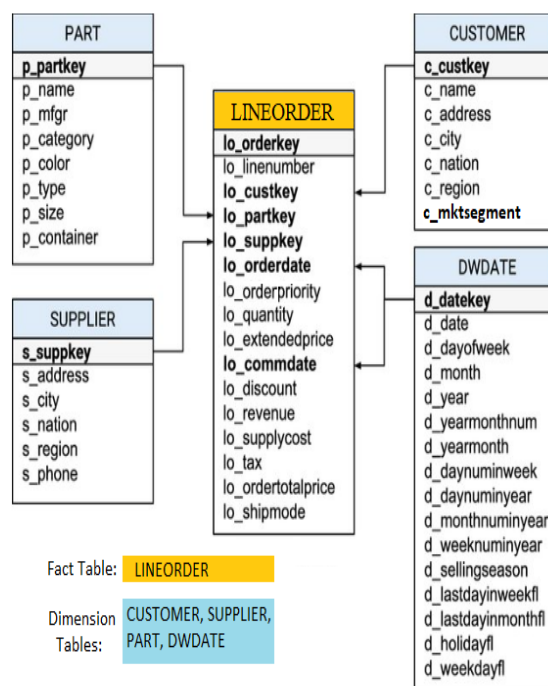 PART
p_partkey
p_name
p_mfgr
p_category
p_color
p_type
p_size
p_container
SUPPLIER
s_suppkey
s_address
s_city
s_nation
s_region
s_phone
LINEORDER
lo_orderkey
lo_linenumber
lo_custkey
lo_partkey
lo_suppkey
lo_orderdate
lo_orderpriority
lo_quantity
lo_extendedprice
lo_commdate
lo_discount
lo_revenue
lo_supplycost
lo_tax
lo_ordertotalprice
lo_shipmode
CUSTOMER
c_custkey
c_name
c_address
c_city
c_nation
c_region
c_mktsegment
DWDATE
d_datekey
d_date
d_dayofweek
d_month
d_year
d_yearmonthnum
d_yearmonth
d_daynuminweek
d_daynuminyear
d_monthnuminyear
d_weeknuminyear
d_sellingseason
d_lastdayinweekfl
d_lastdayinmonthfl
d_holidayfl
d_weekdayfl
Fact Table: LINEORDER
Dimension
Tables:
CUSTOMER, SUPPLIER,
PART, DWDATE